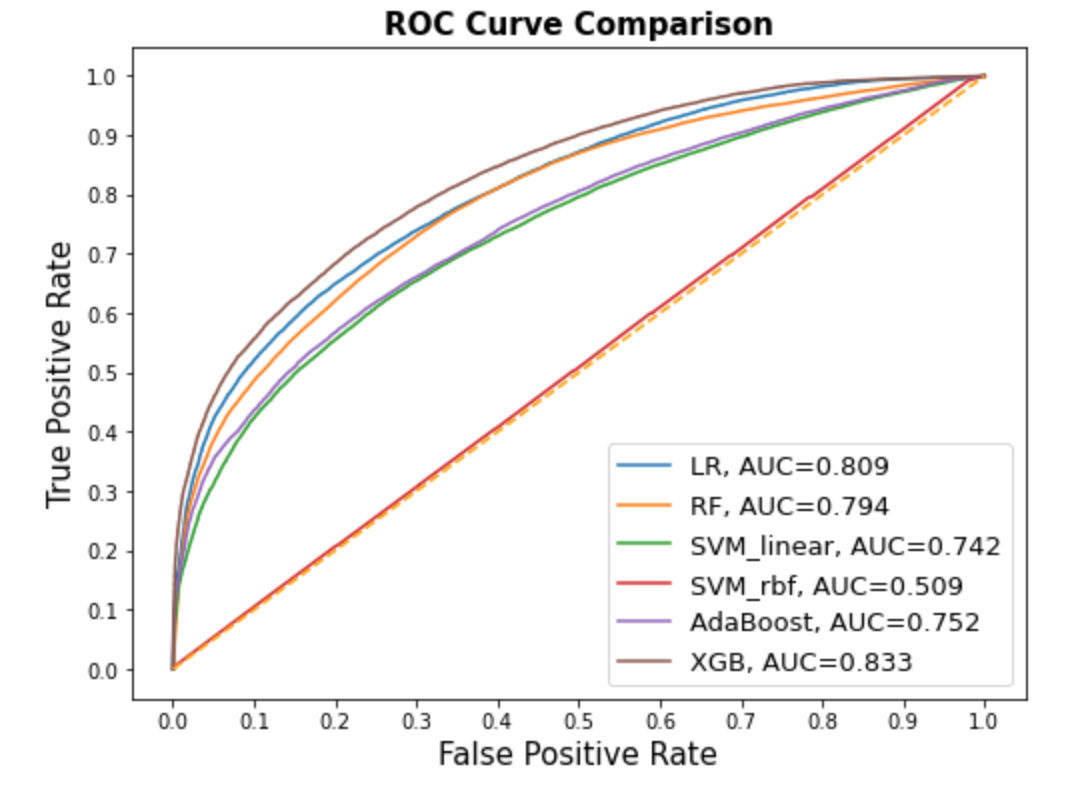 ROC Curve Comparison
True Positive Rate
1.0
0.9
0.8
0.7
0.6
0.5
0.4
0.3
0.2
0.1
0.0
LR, AUC=0.809
RF, AUC=0.794
SVM_linear, AUC=0.742
SVM_rbf, AUC=0.509
AdaBoost, AUC=0.752
XGB, AUC=0.833
0.0 0.1 0.2 0.3 0.4 0.5 0.6 0.7 0.8 0.9 1.0
False Positive Rate